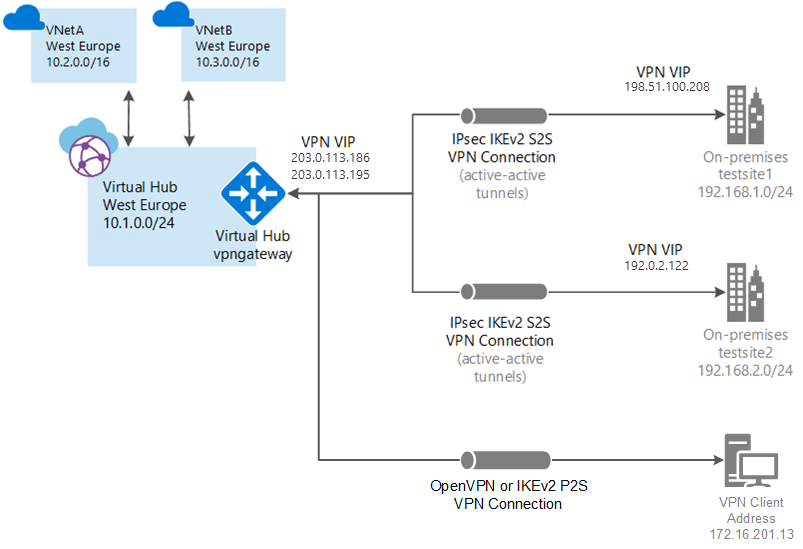 VNetA
West Europe
10.2.0.0/16
VNetB
West Europe
10.3.0.0/16
Virtual Hub
West Europe
10.1.0.0/24
Virtual Hub
vpngateway
VPN VIP
203.0.113.186
203.0.113.195
IPsec IKEv2 S2S
VPN Connection
(active-active
tunnels)
VPN VIP
198.51.100.208
On-premises
testsite1
192.168.1.0/24
IPsec IKEv2 S2S
VPN Connection
(active-active
tunnels)
VPN VIP
192.0.2.122
On-premises
testsite2
192.168.2.0/24
OpenVPN or IKEv2 P2S
VPN Connection
VPN Client
Address
172.16.201.13